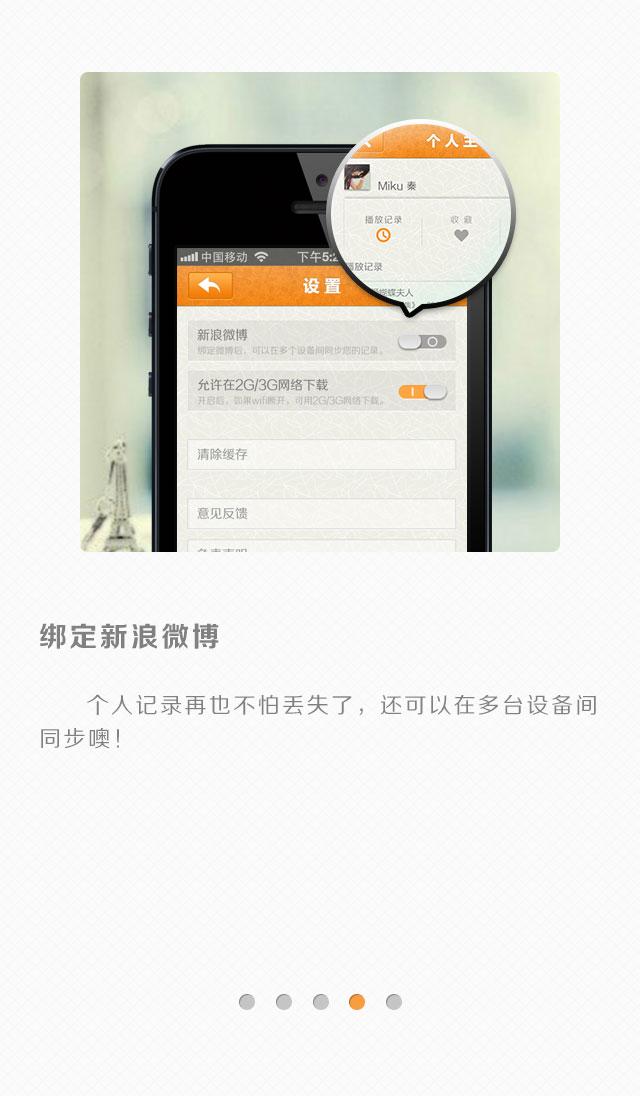 个人主
Miku 秦
播放记录
收藏
播放记录
蝴蝶夫人
中国移动
下午5:2
设置
新浪微博
绑定微博后，可以在多个设备间同步您的记录。
允许在2G/3G网络下载
开启后，如果wifi断开，可用2G/3G网络下载。
清除缓存
意见反馈
绑定新浪微博
个人记录再也不怕丢失了，还可以在多台设备间
同步噢！